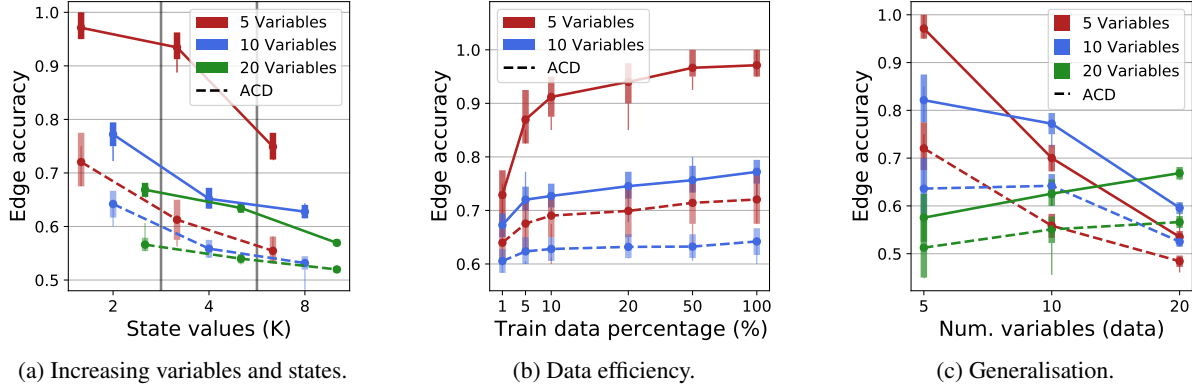 1.0
0.9
0.8
0.7
0.6
0.5
Edge accuracy
5 Variables
10 Variables
20 Variables
ACD
2
4
8
State values (K)
(a) Increasing variables and states.
1.0
0.9
0.8
0.7
0.6
Edge accuracy
5 Variables
10 Variables
ACD
1
5
10
20
50
100
Train data percentage (%)
(b) Data efficiency.
1.0
0.9
0.8
0.7
0.6
0.5
Edge accuracy
5 Variables
10 Variables
20 Variables
ACD
5
10
20
Num. variables (data)
(c) Generalisation.